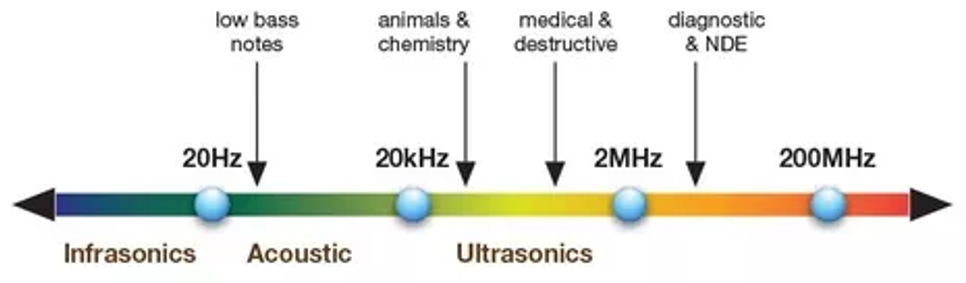 low bass
notes
animals &
chemistry
medical &
destructive
diagnostic
& NDE
20Hz
20kHz
2MHz
200MHz
Infrasonics
Acoustic
Ultrasonics